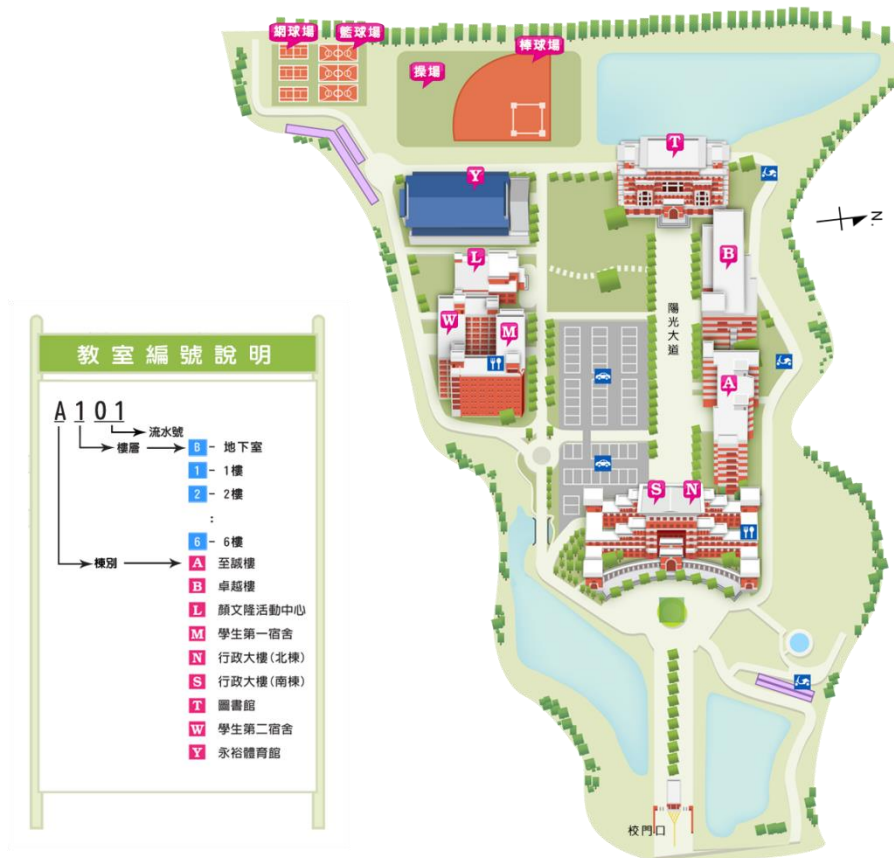 網球場
籃球場
棒球場
操場
T
Y
N.
B
L
陽光大道
W
M
A
S
N
校門口
教室編號說明
A 1 01
流水號
樓層
B - 地下室
1 - 1樓
2 - 2樓
:
6 - 6樓
棟別
A 至誠樓
B 卓越樓
L 顏文隆活動中心
M 學生第一宿舍
N 行政大樓(北棟)
S 行政大樓(南棟)
T 圖書館
W 學生第二宿舍
Y 永裕體育館